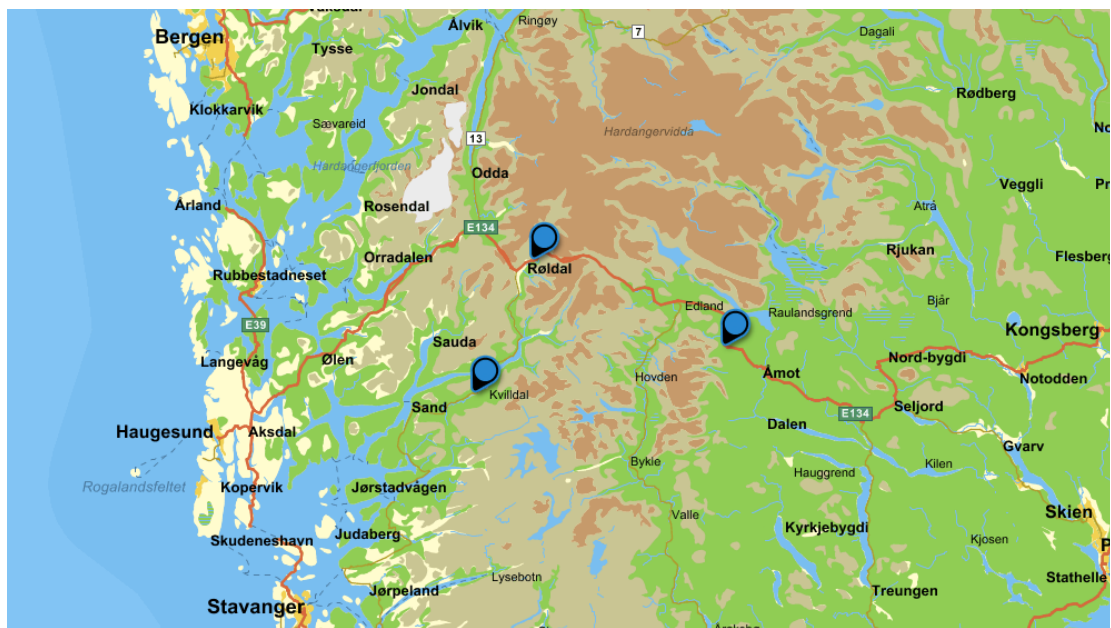 Vaksdal
Ålvik
Ringøy
7
Dagali
Bergen
Tysse
Jondal
Rødberg
Klokkarvik
Sævareid
Hardangervidda
13
Hardangerfjorden
Odda
Veggli
Årland
Rosendal
Atrå
E134
Rjukan
Orradalen
Røldal
Flesberg
Rubbestadneset
Edland
Bjår
Raulandsgrend
E39
Kongsberg
Sauda
Langevåg
Ølen
Nord-bygdi
Hovden
Åmot
Notodden
Kvilldal
Sand
Seljord
E134
Haugesund
Aksdal
Dalen
Gvarv
Bykle
Hauggrend
Kilen
Rogalandsfeltet
Kopervik
Jørstadvågen
Skien
Valle
Kyrkjebygdi
Skudeneshavn
Judaberg
Kjosen
Lysebotn
Stathelle
Jørpeland
Treungen
Stavanger